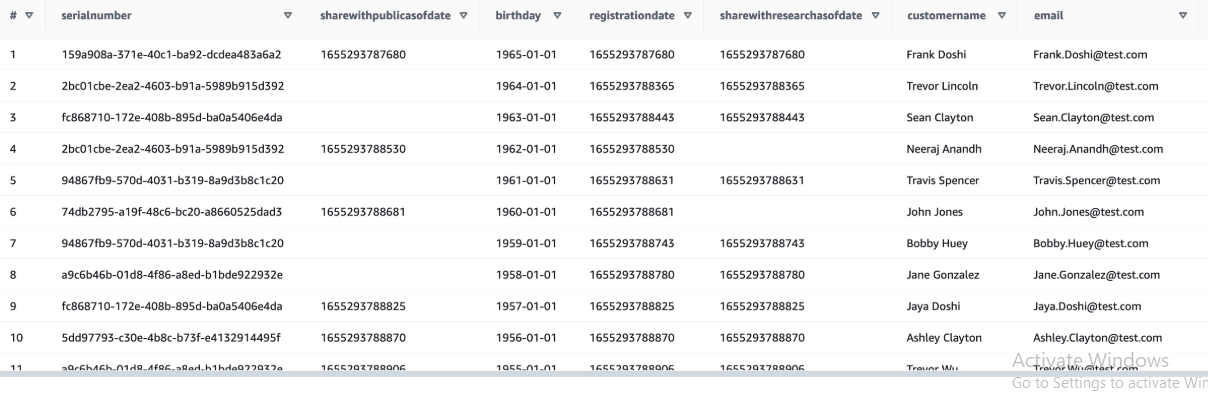 # serialnumber sharewithpublicasofdate birthday registrationdate sharewithresearchasofdate customername email
1 159a908a-371e-40c1-ba92-dcdea483a6a2 1655293787680 1965-01-01 1655293787680 1655293787680 Frank Doshi Frank.Doshi@test.com
2 2bc01cbe-2ea2-4603-b91a-5989b915d392 1964-01-01 1655293788365 1655293788365 Trevor Lincoln Trevor.Lincoln@test.com
3 fc868710-172e-408b-895d-ba0a5406e4da 1963-01-01 1655293788443 1655293788443 Sean Clayton Sean.Clayton@test.com
4 2bc01cbe-2ea2-4603-b91a-5989b915d392 1655293788530 1962-01-01 1655293788530 Neeraj Anandh Neeraj.Anandh@test.com
5 94867fb9-570d-4031-b319-8a9d3b8c1c20 1961-01-01 1655293788631 1655293788631 Travis Spencer Travis.Spencer@test.com
6 74db2795-a19f-48c6-bc20-a8660525dad3 1655293788681 1960-01-01 1655293788681 John Jones John.Jones@test.com
7 94867fb9-570d-4031-b319-8a9d3b8c1c20 1959-01-01 1655293788743 1655293788743 Bobby Huey Bobby.Huey@test.com
8 a9c6b46b-01d8-4f86-a8ed-b1bde922932e 1958-01-01 1655293788780 1655293788780 Jane Gonzalez Jane.Gonzalez@test.com
9 fc868710-172e-408b-895d-ba0a5406e4da 1655293788825 1957-01-01 1655293788825 1655293788825 Jaya Doshi Jaya.Doshi@test.com
10 5dd97793-c30e-4b8c-b73f-e4132914495f 1655293788870 1956-01-01 1655293788870 1655293788870 Ashley Clayton Ashley.Clayton@test.com
11 a9c6b46b-01d8-4f86-a8ed-b1bde922932e 1655293788906 1955-01-01 1655293788906 1655293788906 Trevor Wu Trevor.Wu@test.com
Activate Windows
Go to Settings to activate Win